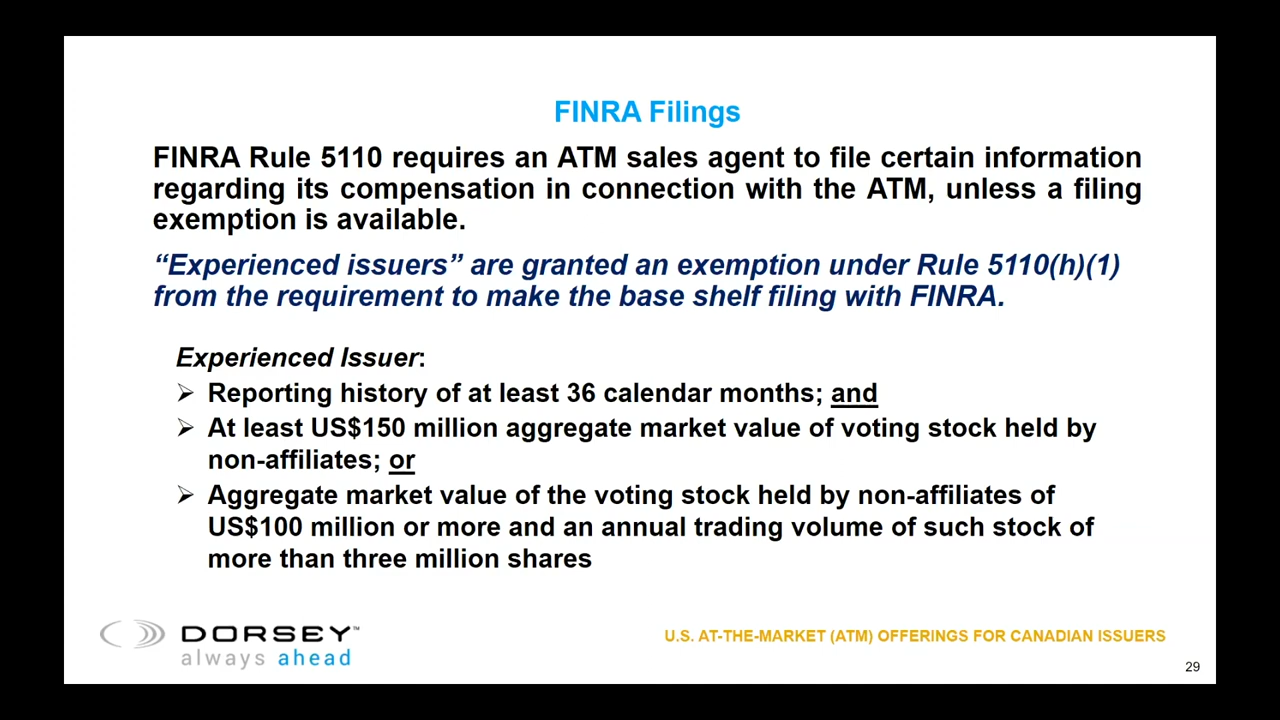 FINRA Filings
FINRA Rule 5110 requires an ATM sales agent to file certain information
regarding its compensation in connection with the ATM, unless a filing
exemption is available.
“Experienced issuers” are granted an exemption under Rule 5110(h)(1)
from the requirement to make the base shelf filing with FINRA.
Experienced Issuer:
➢ Reporting history of at least 36 calendar months; and
➢ At least US$150 million aggregate market value of voting stock held by
non-affiliates; or
➢ Aggregate market value of the voting stock held by non-affiliates of
US$100 million or more and an annual trading volume of such stock of
more than three million shares
DORSEY™
always ahead
U.S. AT-THE-MARKET (ATM) OFFERINGS FOR CANADIAN ISSUERS
29